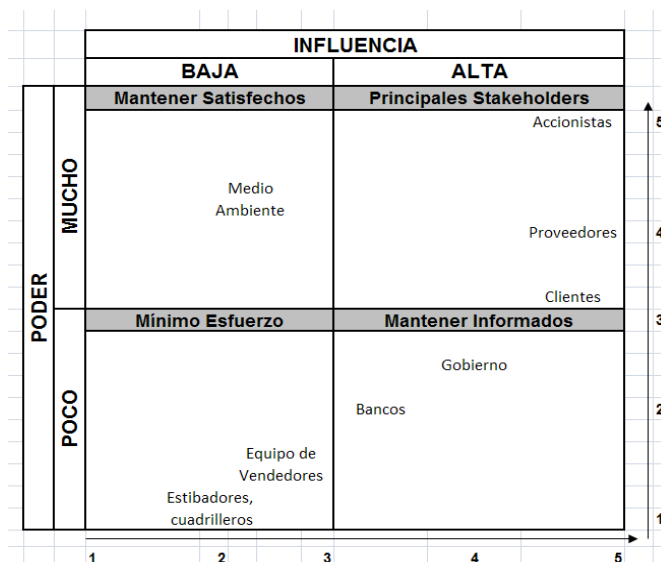 INFLUENCIA
BAJA
ALTA
Mantener Satisfechos
Principales Stakeholders
Accionistas
5
MUCHO
Medio
Ambiente
Proveedores
4
Clientes
PODER
Mínimo Esfuerzo
Mantener Informados
3
Gobierno
POCO
Bancos
2
Equipo de
Vendedores
Estibadores,
cuadrilleros
1
1
2
3
4
5